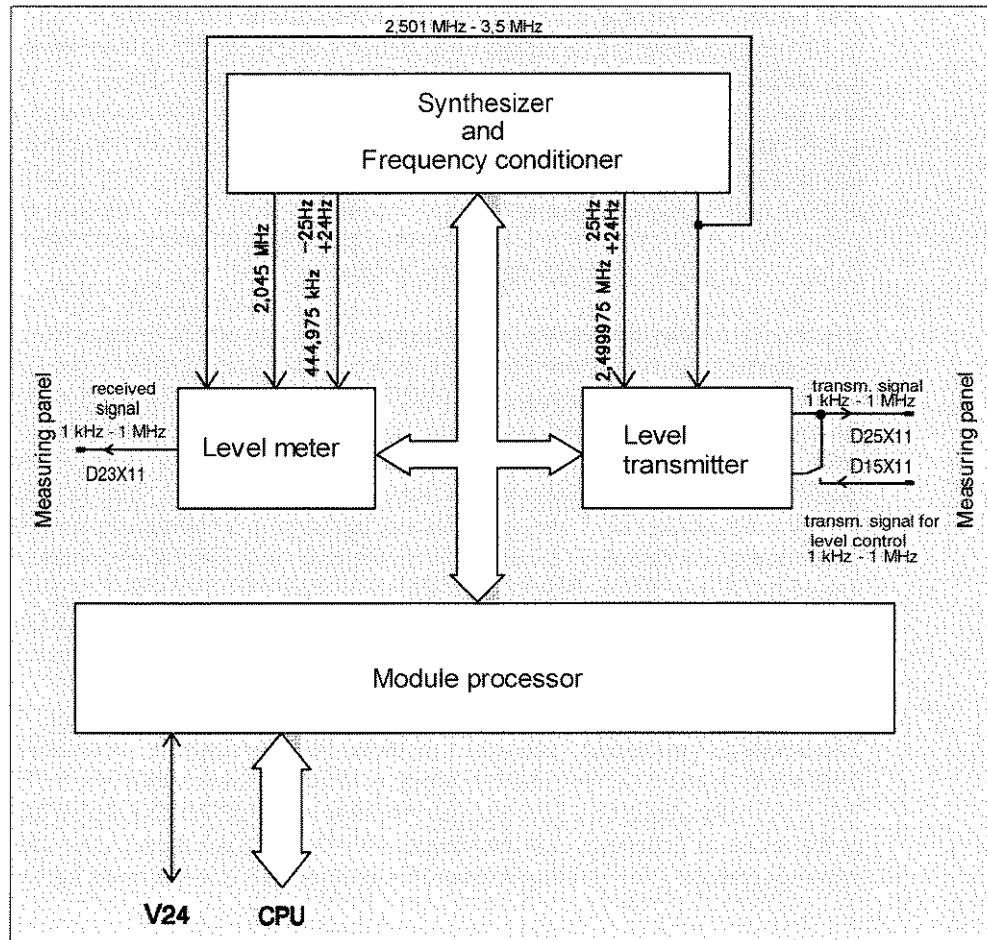 2,501 MHz - 3,5 MHz
Synthesizer
and
Frequency conditioner
2,045 MHz
444,975 kHz −25Hz
+24Hz
2,499975 MHz 25Hz
+24Hz
Measuring panel
received
signal
1 kHz - 1 MHz
D23X11
Level meter
Level
transmitter
transm. signal
1 kHz - 1 MHz
D25X11
D15X11
transm. signal for
level control
1 kHz - 1 MHz
Measuring panel
Module processor
V24
CPU